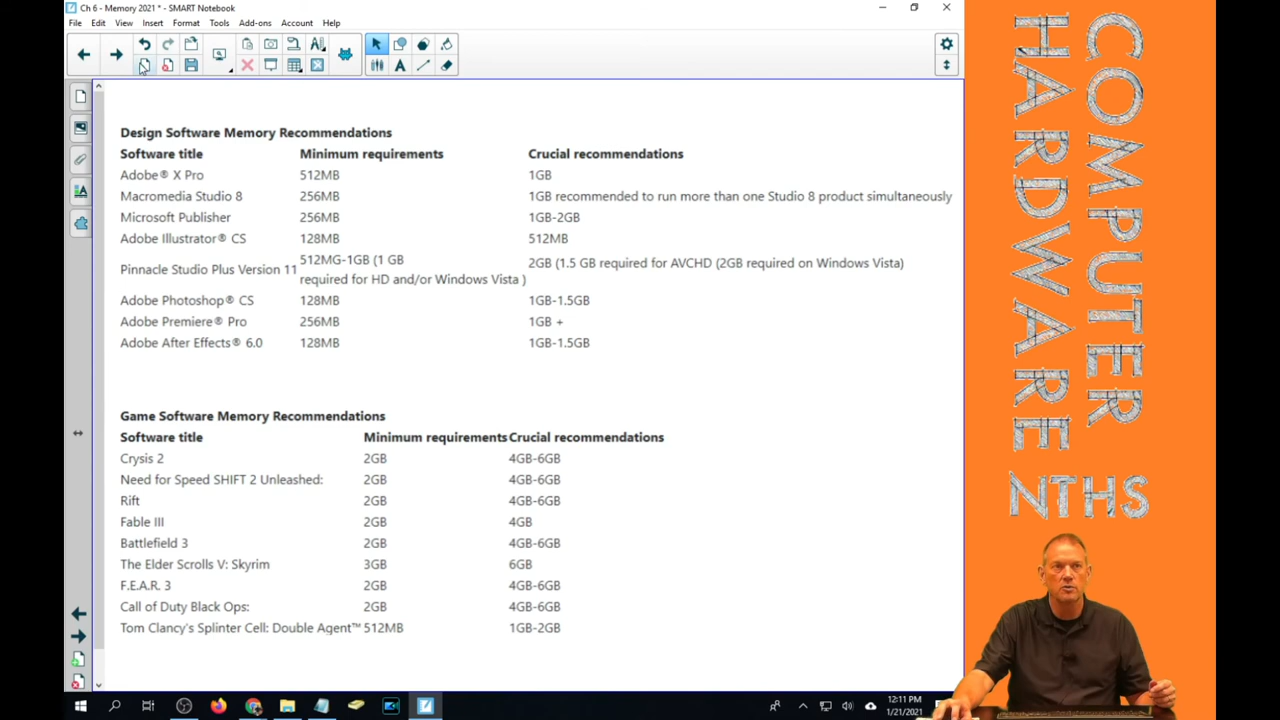 Ch 6 - Memory 2021 * - SMART Notebook
File Edit View Insert Format Tools Add-ons Account Help
Design Software Memory Recommendations
Software title Minimum requirements Crucial recommendations
Adobe® X Pro 512MB 1GB
Macromedia Studio 8 256MB 1GB recommended to run more than one Studio 8 product simultaneously
Microsoft Publisher 256MB 1GB-2GB
Adobe Illustrator® CS 128MB 512MB
Pinnacle Studio Plus Version 11 512MG-1GB (1 GB 2GB (1.5 GB required for AVCHD (2GB required on Windows Vista)
required for HD and/or Windows Vista )
Adobe Photoshop® CS 128MB 1GB-1.5GB
Adobe Premiere® Pro 256MB 1GB +
Adobe After Effects® 6.0 128MB 1GB-1.5GB
Game Software Memory Recommendations
Software title Minimum requirements Crucial recommendations
Crysis 2 2GB 4GB-6GB
Need for Speed SHIFT 2 Unleashed: 2GB 4GB-6GB
Rift 2GB 4GB-6GB
Fable III 2GB 4GB
Battlefield 3 2GB 4GB-6GB
The Elder Scrolls V: Skyrim 3GB 6GB
F.E.A.R. 3 2GB 4GB-6GB
Call of Duty Black Ops: 2GB 4GB-6GB
Tom Clancy's Splinter Cell: Double Agent™ 512MB 1GB-2GB
12:11 PM
1/21/2021
COMPUTER
HARDWARE
NTHS